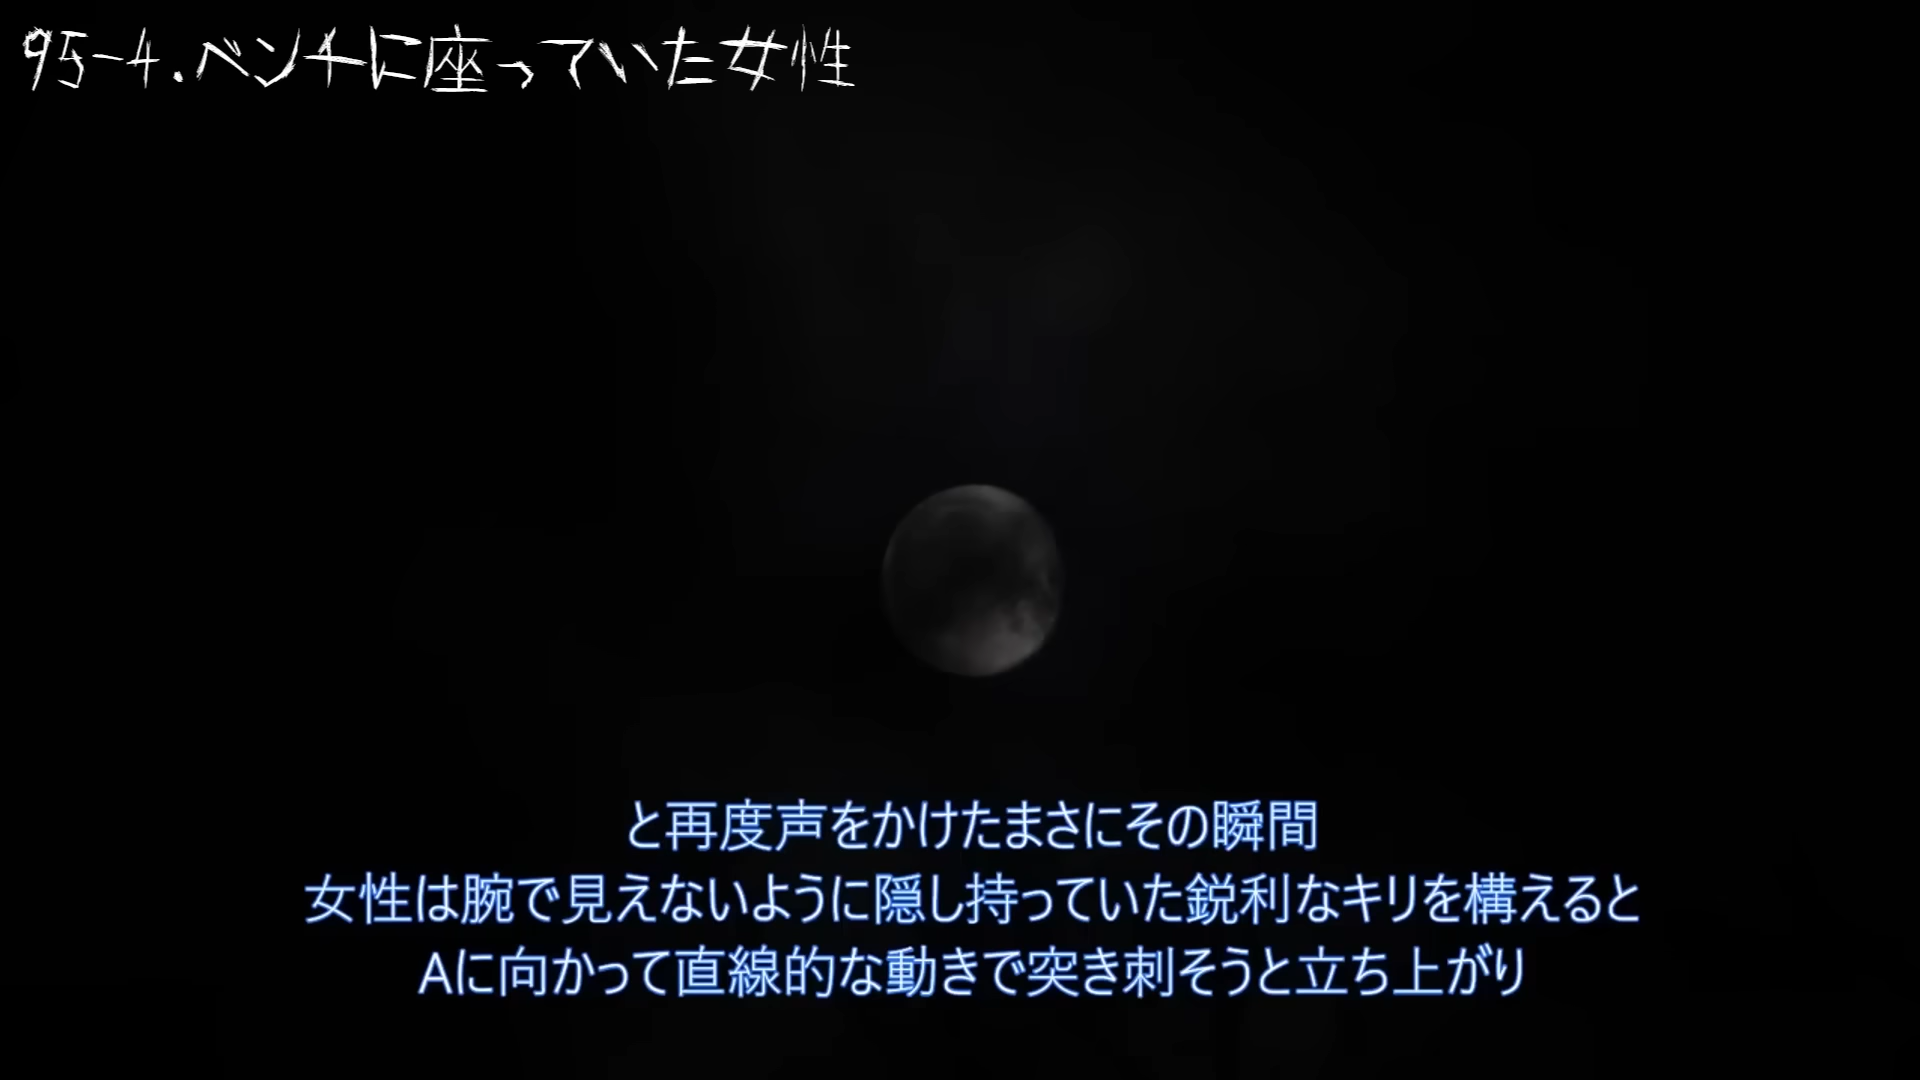 95-4.ベンチに座っていた女性
と再度声をかけたまさにその瞬間
女性は腕で見えないように隠し持っていた鋭利なキリを構えると
Aに向かって直線的な動きで突き刺そうと立ち上がり